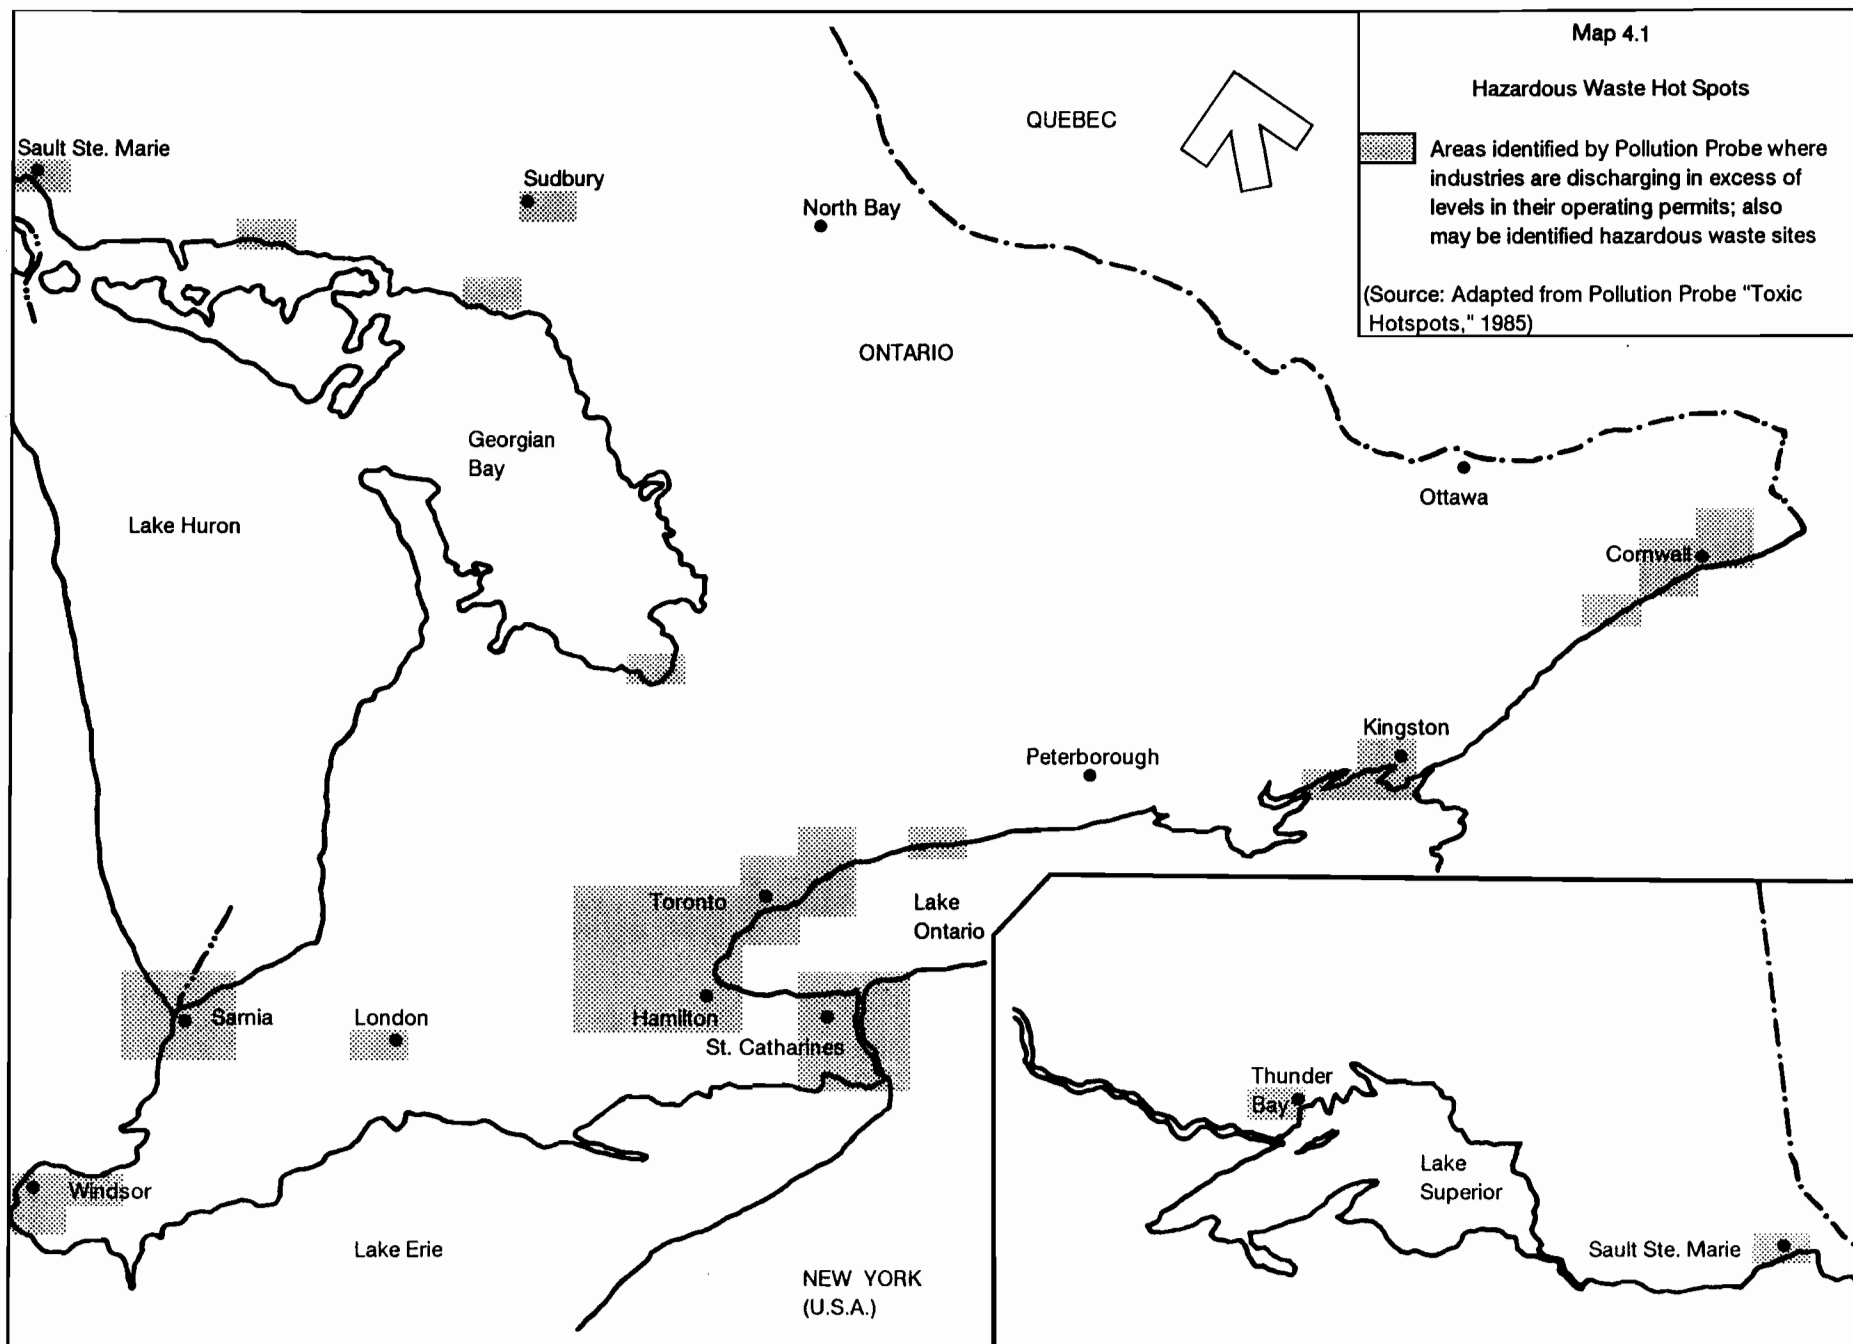 Map 4.1
Hazardous Waste Hot Spots
Areas identified by Pollution Probe where
industries are discharging in excess of
levels in their operating permits; also
may be identified hazardous waste sites
(Source: Adapted from Pollution Probe "Toxic
Hotspots," 1985)
QUEBEC
Sault Ste. Marie
Sudbury
North Bay
ONTARIO
Georgian
Bay
Lake Huron
Ottawa
Cornwall
Kingston
Peterborough
Toronto
Lake
Ontario
Sarnia
London
Hamilton
St. Catharines
Windsor
Lake Erie
NEW YORK
(U.S.A.)
Thunder
Bay
Lake
Superior
Sault Ste. Marie